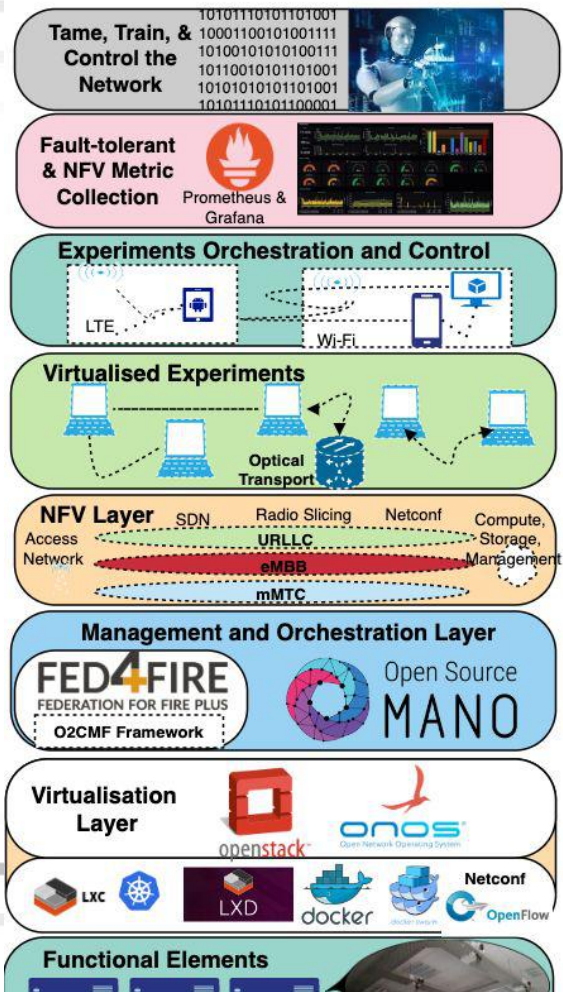 Tame, Train, &
Control the
Network
10101110101101001
10001100101001111
10100101010100111
10110010101101001
10101010101101001
10101110101100001
Fault-tolerant
& NFV Metric
Collection
Prometheus &
Grafana
Experiments Orchestration and Control
LTE
Wi-Fi
Virtualised Experiments
Optical
Transport
NFV Layer
SDN
Radio Slicing
Netconf
Access
Network
URLLC
eMBB
mMTC
Compute,
Storage,
Management
Management and Orchestration Layer
FED4FIRE
FEDERATION FOR FIRE PLUS
O2CMF Framework
Open Source
MANO
Virtualisation
Layer
openstack
onos
Open Network Operating System
LXC
LXD
docker
docker swarm
Netconf
OpenFlow
Functional Elements